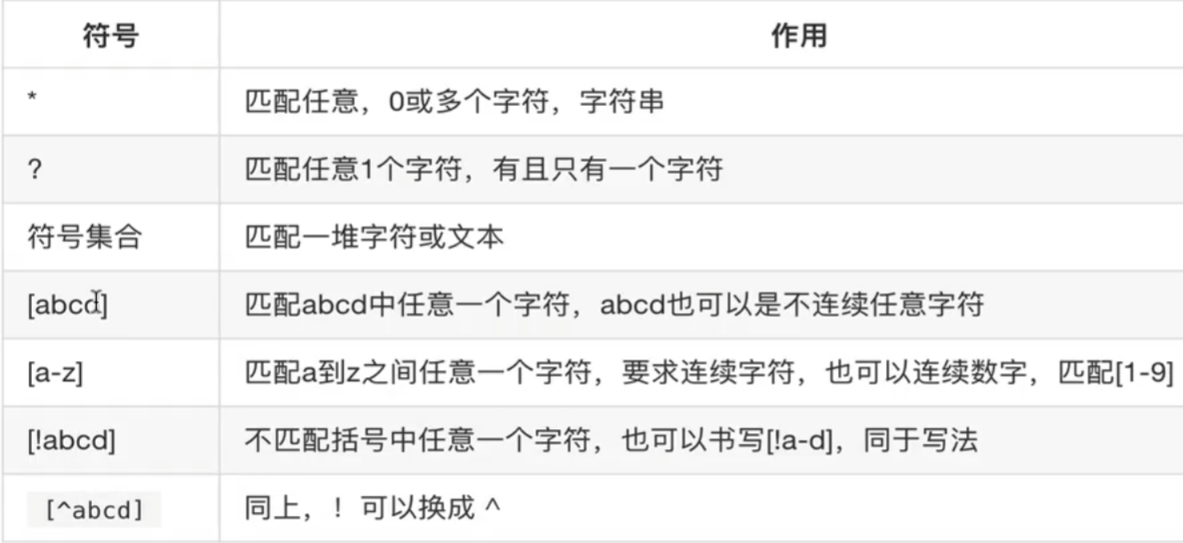 符号 作用
* 匹配任意，0或多个字符，字符串
? 匹配任意1个字符，有且只有一个字符
符号集合 匹配一堆字符或文本
[abcd] 匹配abcd中任意一个字符，abcd也可以是不连续任意字符
[a-z] 匹配a到z之间任意一个字符，要求连续字符，也可以连续数字，匹配[1-9]
[!abcd] 不匹配括号中任意一个字符，也可以书写[!a-d]，同于写法
[^abcd] 同上，！可以换成 ^